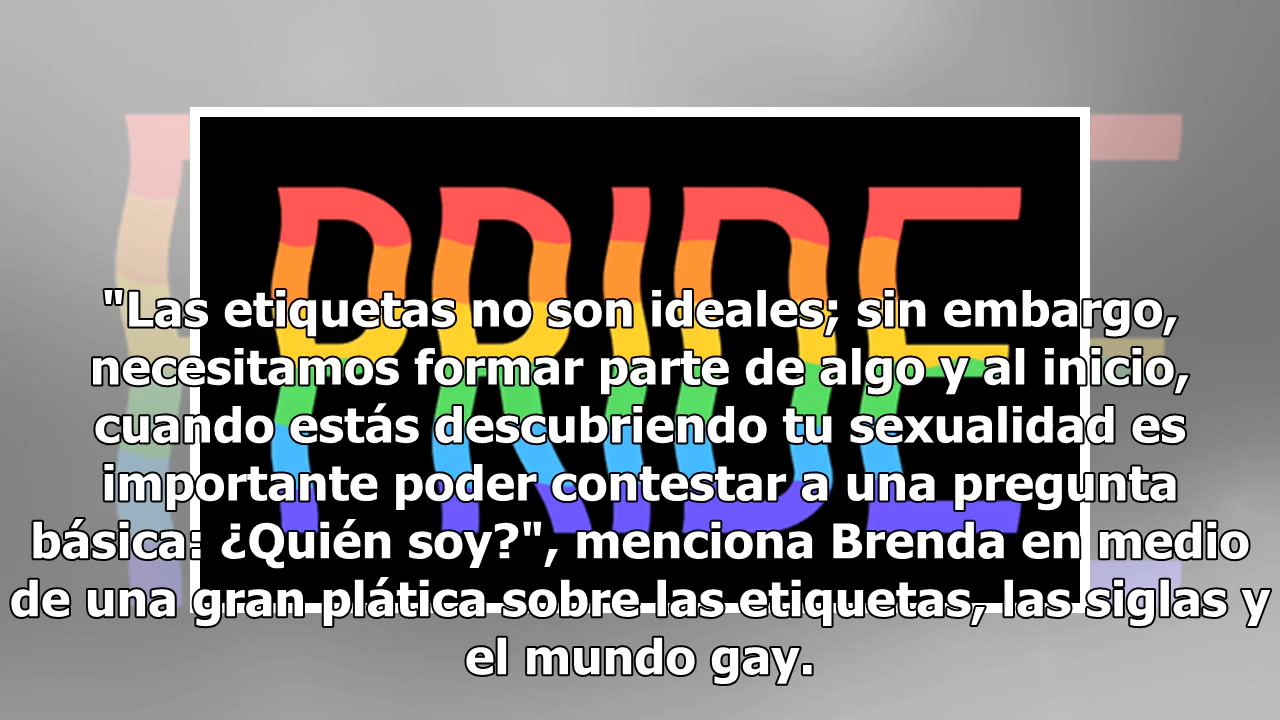 PRIDE
"Las etiquetas no son ideales; sin embargo,
necesitamos formar parte de algo y al inicio,
cuando estás descubriendo tu sexualidad es
importante poder contestar a una pregunta
básica: ¿Quién soy?", menciona Brenda en medio
de una gran plática sobre las etiquetas, las siglas y
el mundo gay.